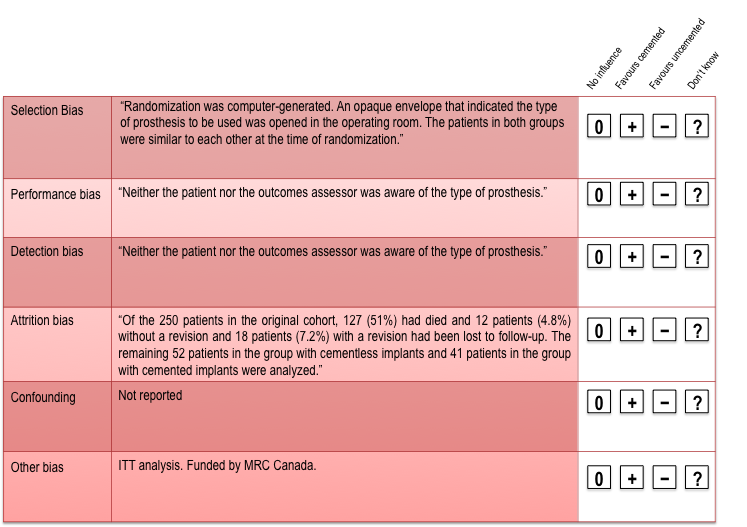 No influence
Favours cemented
Favours uncemented
Don't know
Selection Bias
"Randomization was computer-generated. An opaque envelope that indicated the type
of prosthesis to be used was opened in the operating room. The patients in both groups
were similar to each other at the time of randomization."
0 + − ?
Performance bias
"Neither the patient nor the outcomes assessor was aware of the type of prosthesis."
0 + − ?
Detection bias
"Neither the patient nor the outcomes assessor was aware of the type of prosthesis."
0 + − ?
Attrition bias
"Of the 250 patients in the original cohort, 127 (51%) had died and 12 patients (4.8%)
without a revision and 18 patients (7.2%) with a revision had been lost to follow-up. The
remaining 52 patients in the group with cementless implants and 41 patients in the group
with cemented implants were analyzed."
0 + − ?
Confounding
Not reported
0 + − ?
Other bias
ITT analysis. Funded by MRC Canada.
0 + − ?